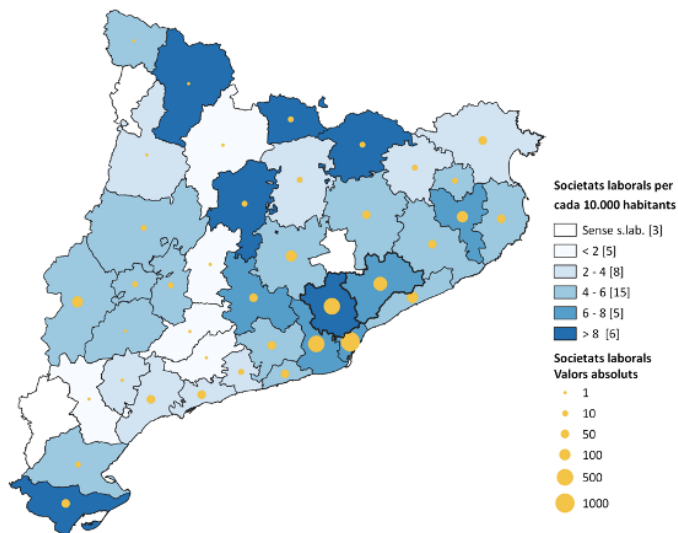 Societats laborals per
cada 10.000 habitants
Sense s.lab. [3]
< 2 [5]
2 - 4 [8]
4 - 6 [15]
6 - 8 [5]
> 8 [6]
Societats laborals
Valors absoluts
1
10
50
100
500
1000